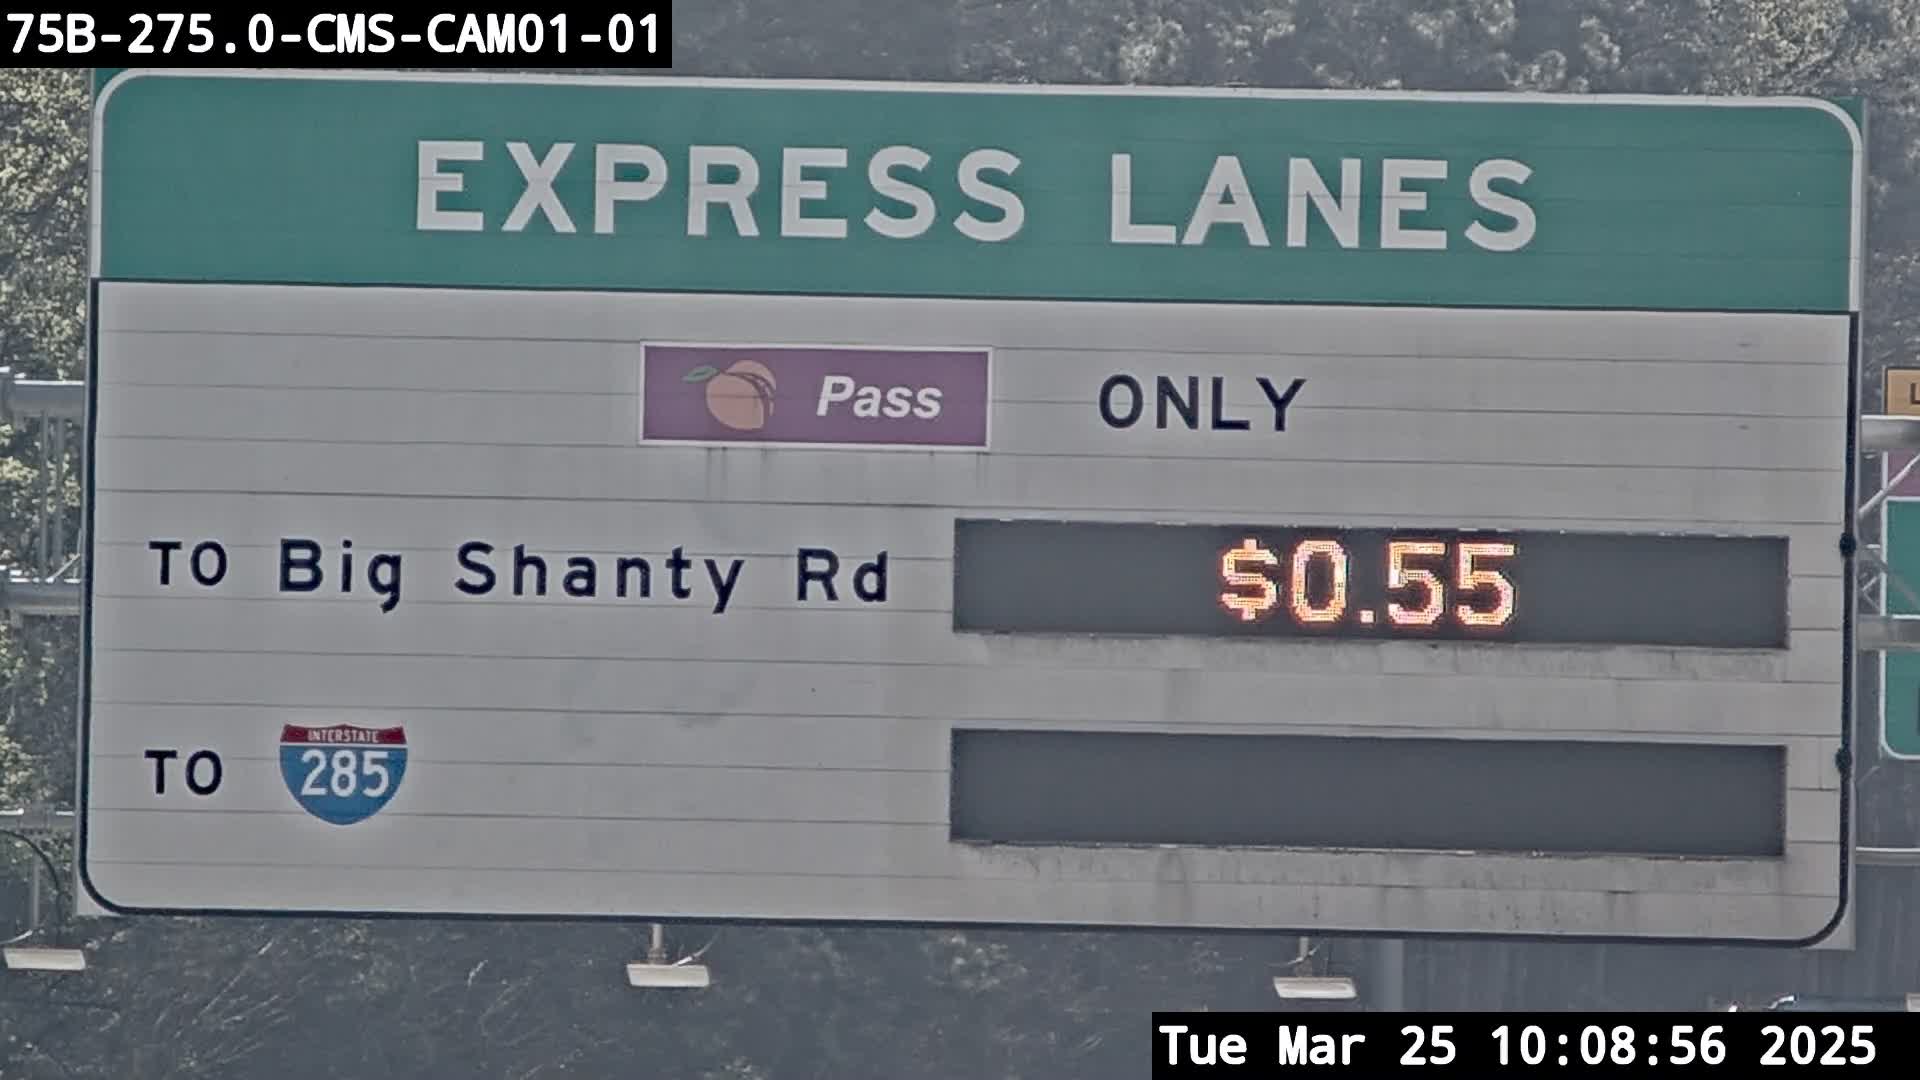 75B-275.0-CMS-CAM01-01
EXPRESS LANES
Pass ONLY
TO Big Shanty Rd $0.55
TO INTERSTATE 285
Tue Mar 25 10:08:56 2025